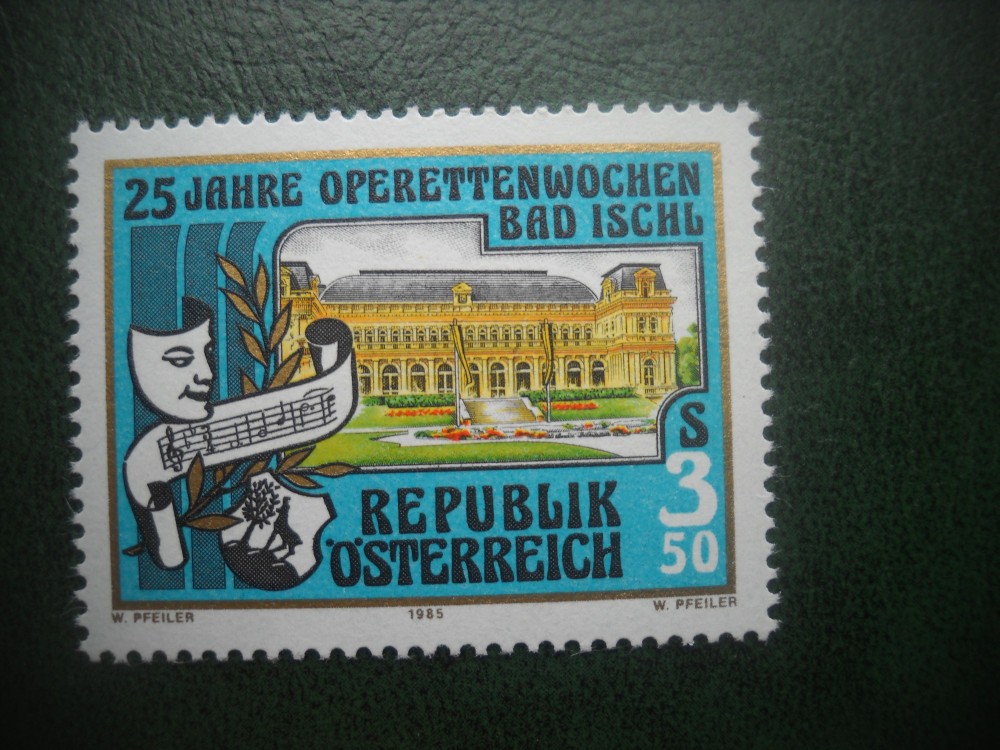 25 JAHRE OPERETTENWOCHEN
BAD ISCHL
S
3
50
REPUBLIK
ÖSTERREICH
W. PFEILER 1985 W. PFEILER